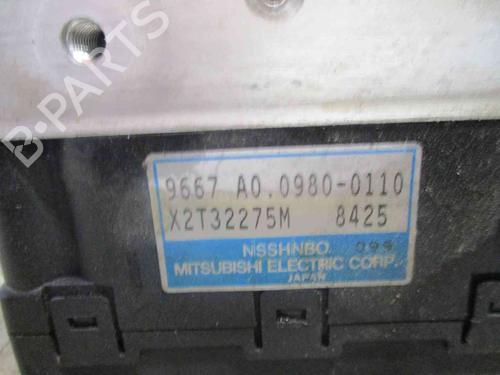 B-PARTS
9667 A0.0980-0110
X2T32275M 8425
NSSHNBO 099
MITSUBISHI ELECTRIC CORP.
JAPAN